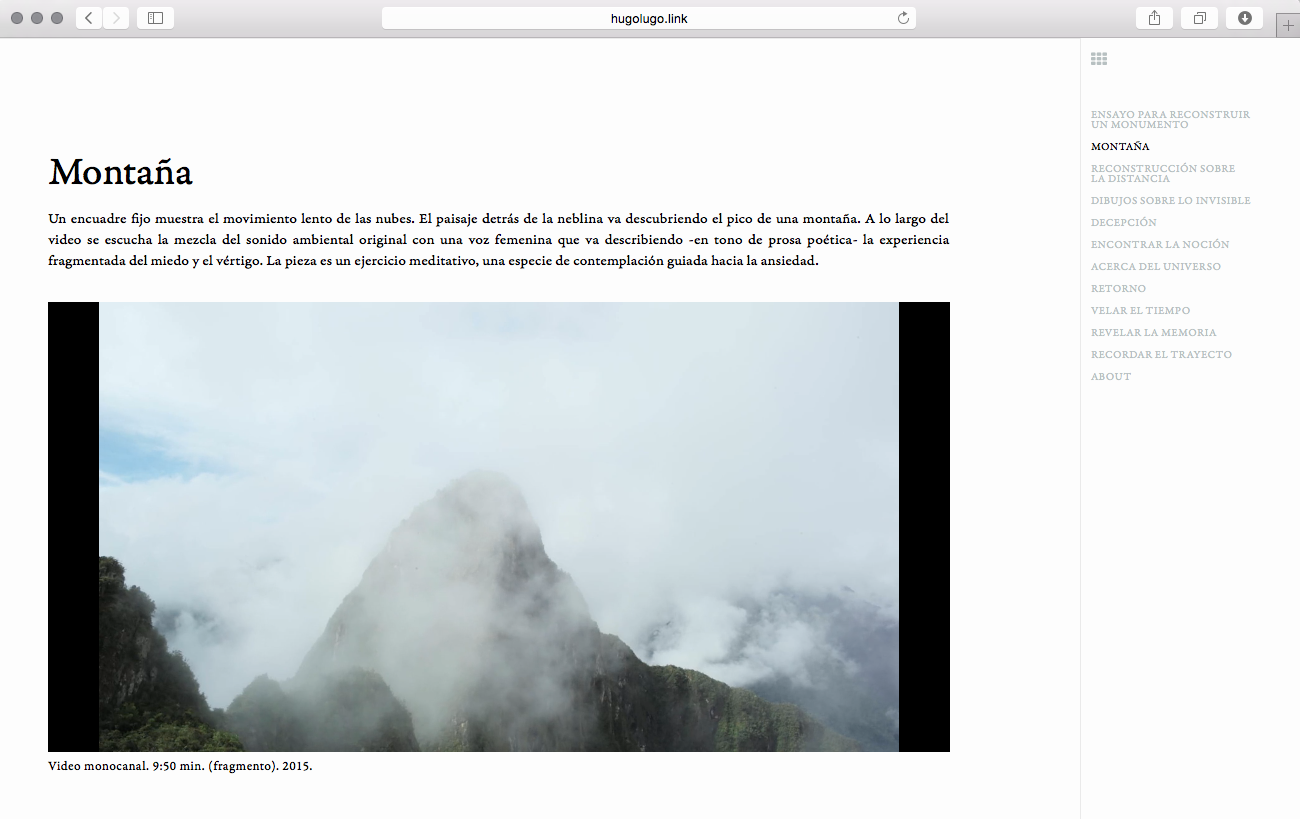 hugolugo.link
Montaña
Un encuadre fijo muestra el movimiento lento de las nubes. El paisaje detrás de la neblina va descubriendo el pico de una montaña. A lo largo del
video se escucha la mezcla del sonido ambiental original con una voz femenina que va describiendo -en tono de prosa poética- la experiencia
fragmentada del miedo y el vértigo. La pieza es un ejercicio meditativo, una especie de contemplación guiada hacia la ansiedad.
Video monocanal. 9:50 min. (fragmento). 2015.
ENSAYO PARA RECONSTRUIR
UN MONUMENTO
MONTAÑA
RECONSTRUCCIÓN SOBRE
LA DISTANCIA
DIBUJOS SOBRE LO INVISIBLE
DECEPCIÓN
ENCONTRAR LA NOCIÓN
ACERCA DEL UNIVERSO
RETORNO
VELAR EL TIEMPO
REVELAR LA MEMORIA
RECORDAR EL TRAYECTO
ABOUT